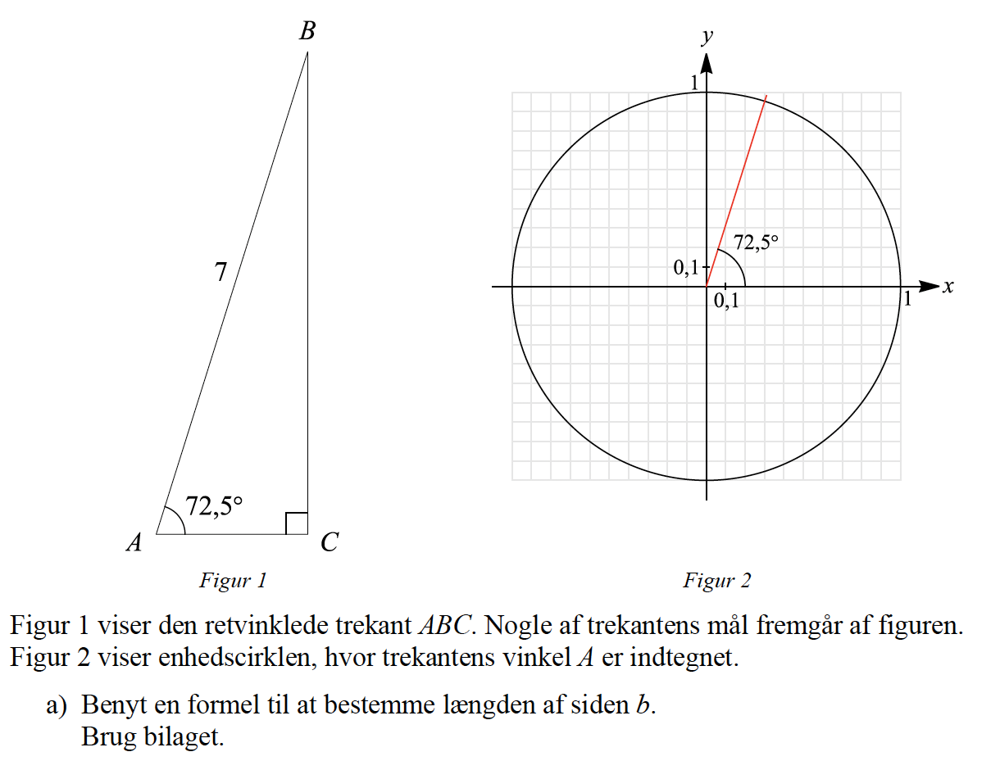 B
7
72,5°
A
C
Figur 1
y
1
72,5°
0,1
0,1
1
x
Figur 2
Figur 1 viser den retvinklede trekant ABC. Nogle af trekantens mål fremgår af figuren.
Figur 2 viser enhedscirklen, hvor trekantens vinkel A er indtegnet.
a) Benyt en formel til at bestemme længden af siden b.
Brug bilaget.